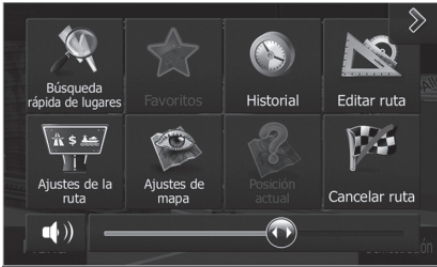 Búsqueda
rápida de lugares
Favoritos
Historial
Editar ruta
Ajustes de la
ruta
Ajustes de
mapa
Posición
actual
Cancelar ruta